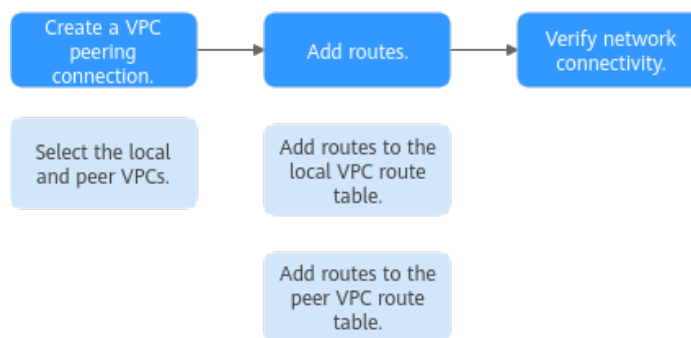 Create a VPC
peering
connection.
Add routes.
Verify network
connectivity.
Select the local
and peer VPCs.
Add routes to the
local VPC route
table.
Add routes to the
peer VPC route
table.